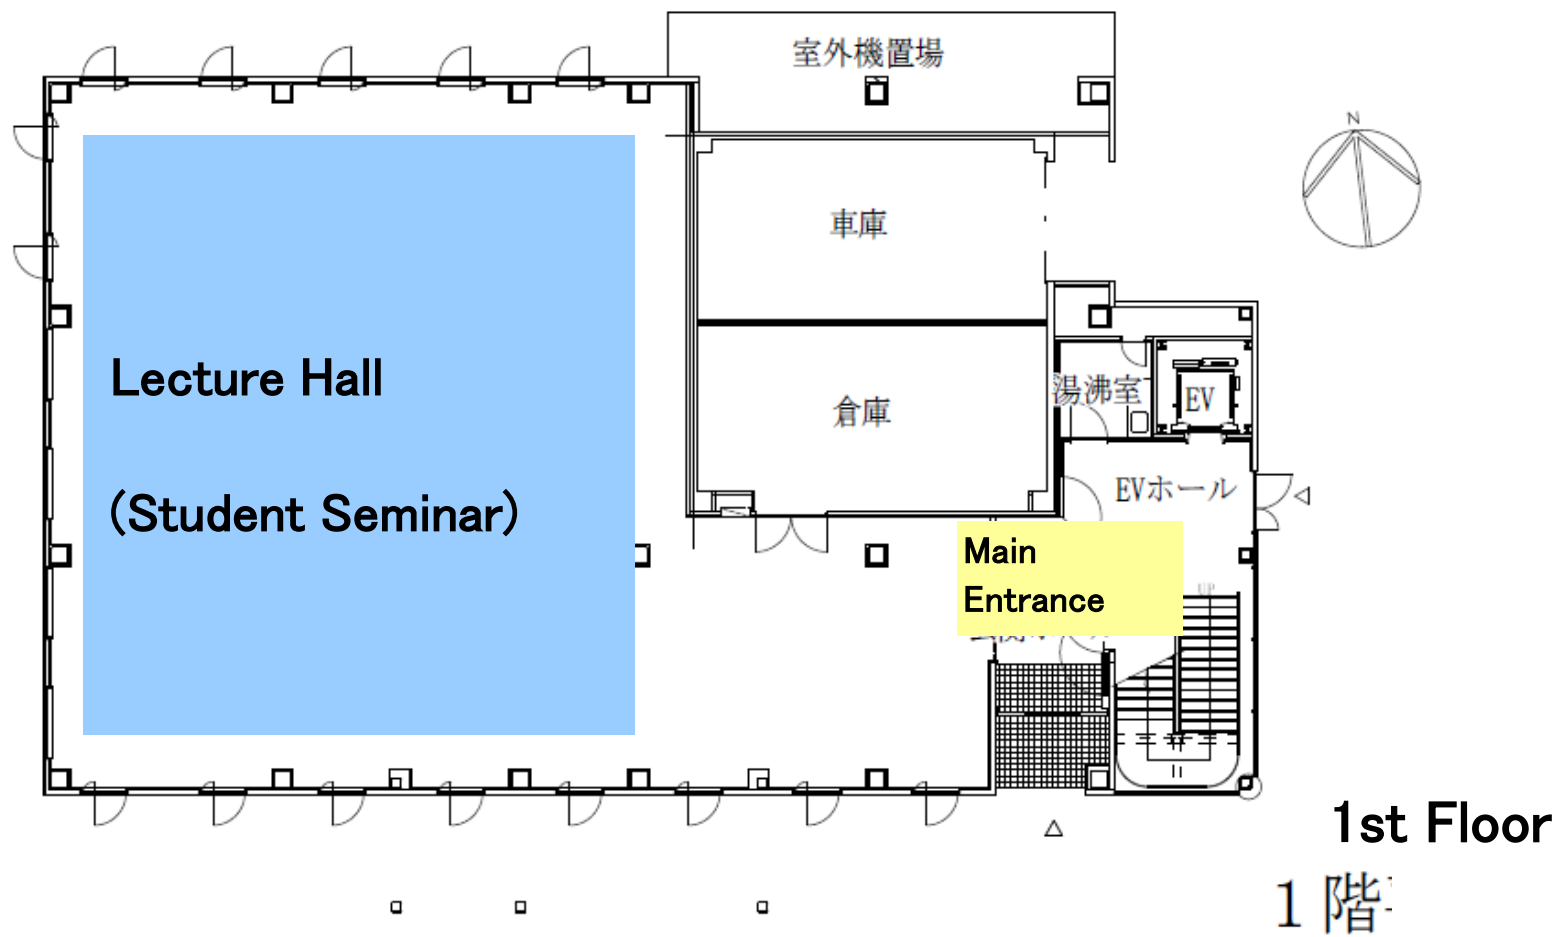 室外機置場
N
車庫
Lecture Hall
湯沸室
EV
倉庫
(Student Seminar)
EVホール
Main
Entrance
UP
1st Floor
1階